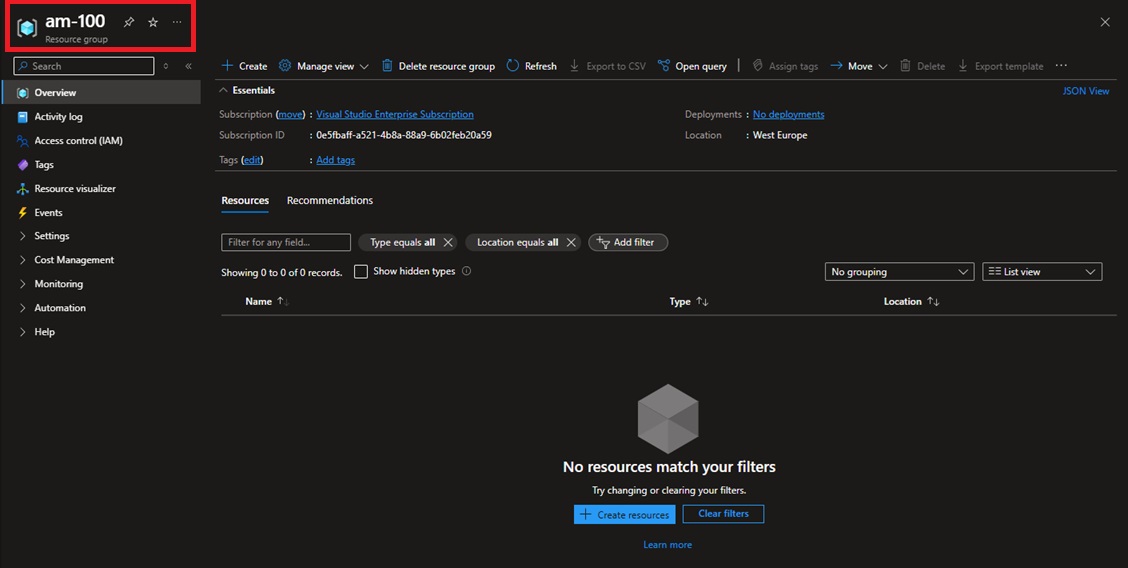 am-100
Resource group
Search
Overview
Activity log
Access control (IAM)
Tags
Resource visualizer
Events
Settings
Cost Management
Monitoring
Automation
Help
Create Manage view Delete resource group Refresh Export to CSV Open query Assign tags Move Delete Export template
Essentials JSON View
Subscription (move) : Visual Studio Enterprise Subscription Deployments : No deployments
Subscription ID : 0e5fbaff-a521-4b8a-88a9-6b02feb20a59 Location : West Europe
Tags (edit) : Add tags
Resources Recommendations
Filter for any field... Type equals all Location equals all Add filter
Showing 0 to 0 of 0 records. Show hidden types No grouping List view
Name Type Location
No resources match your filters
Try changing or clearing your filters.
Create resources Clear filters
Learn more